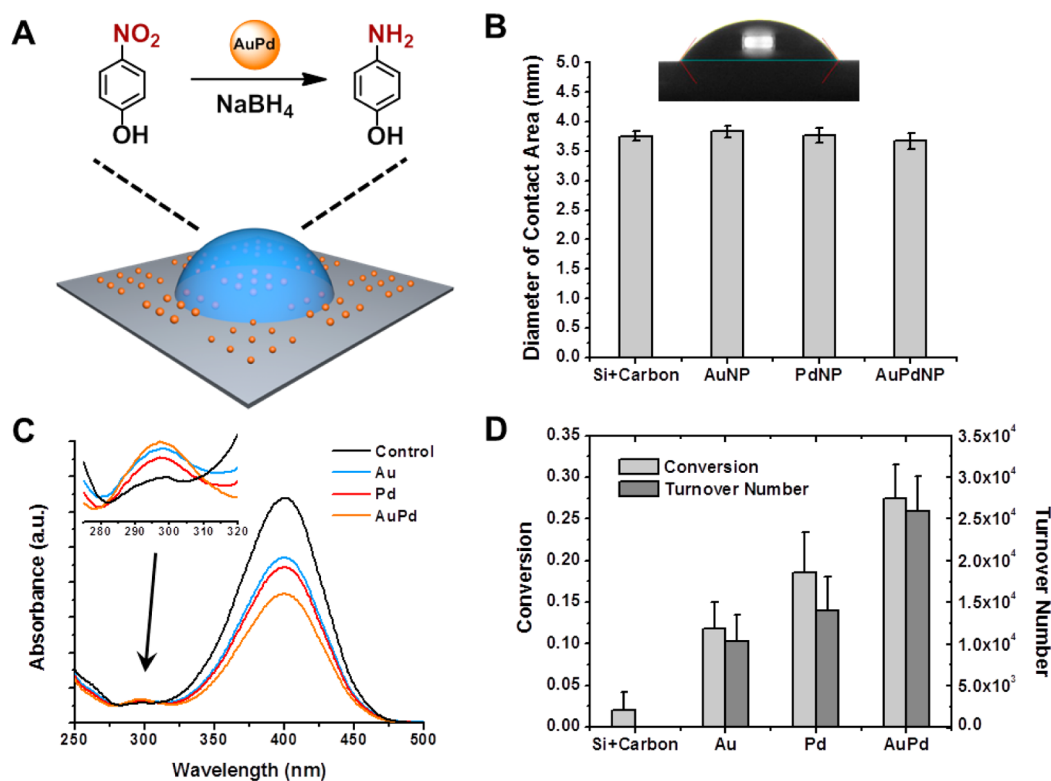 A
NO2
AuPd
NaBH4
OH
NH2
OH
B
Diameter of Contact Area (mm)
5.0
4.5
4.0
3.5
3.0
2.5
2.0
1.5
1.0
0.5
0.0
Si+Carbon AuNP PdNP AuPdNP
C
Absorbance (a.u.)
280 290 300 310 320
Control
Au
Pd
AuPd
250 300 350 400 450 500
Wavelength (nm)
D
Conversion
0.35
0.30
0.25
0.20
0.15
0.10
0.05
0.00
Conversion
Turnover Number
Si+Carbon Au Pd AuPd
3.5x10^4
3.0x10^4
2.5x10^4
2.0x10^4
1.5x10^4
1.0x10^4
5.0x10^3
0.0
Turnover Number